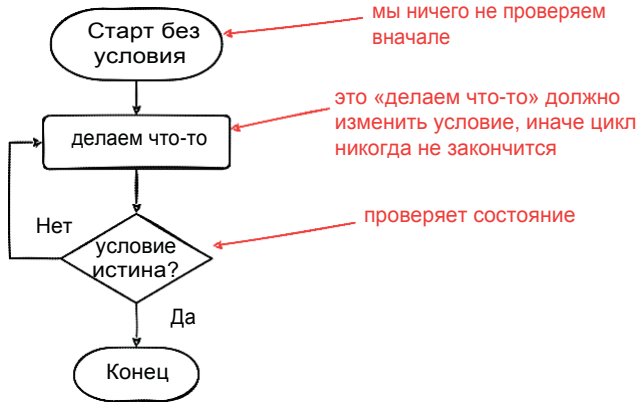 Старт без
условия
мы ничего не проверяем
вначале
делаем что-то
это «делаем что-то» должно
изменить условие, иначе цикл
никогда не закончится
Нет
условие
истина?
проверяет состояние
Да
Конец